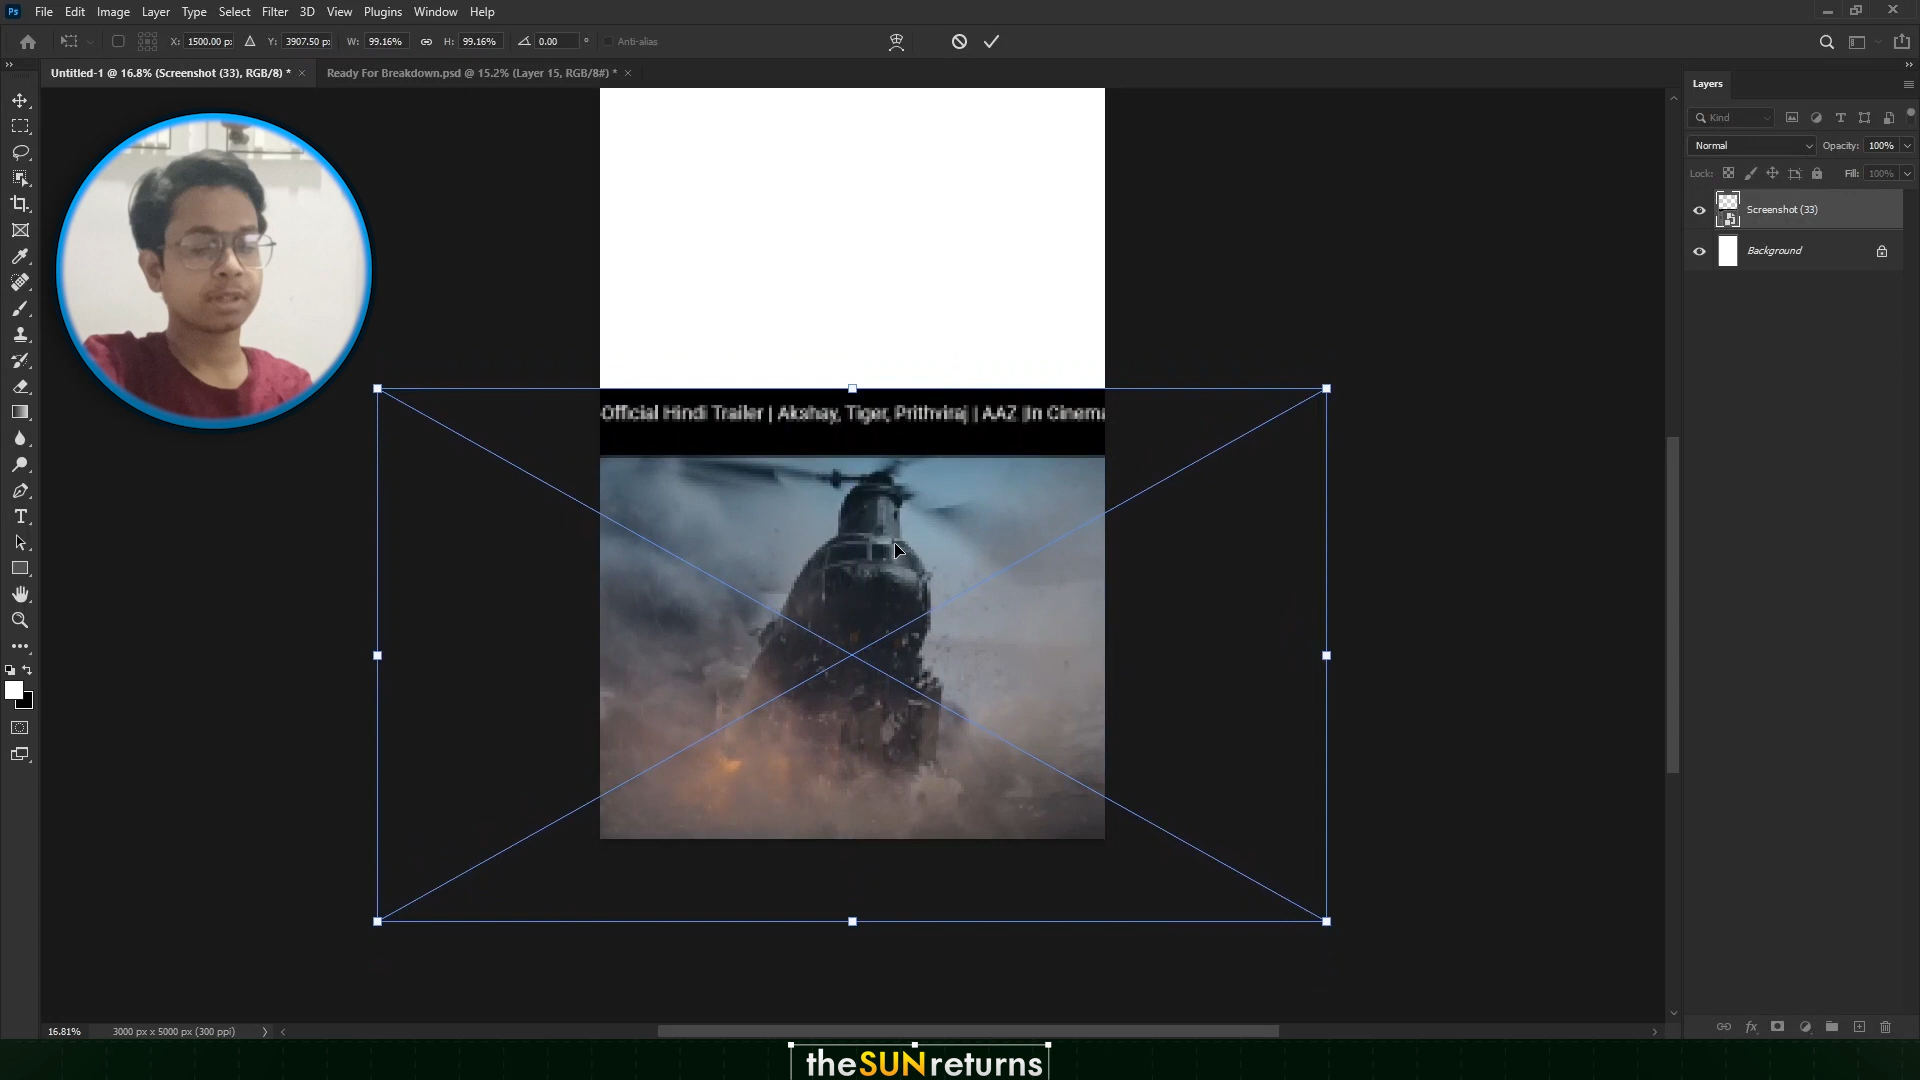 Ps File Edit Image Layer Type Select Filter 3D View Plugins Window Help
X: 1500.00 p: Y: 3907.50 p: W: 99.16% H: 99.16% 0.00 ° Anti-alias
Untitled-1 @ 16.8% (Screenshot (33), RGB/8) * × Ready For Breakdown.psd @ 15.2% (Layer 15, RGB/8#) * ×
Layers
Kind
Normal Opacity: 100%
Lock: Fill: 100%
Screenshot (33)
Background
Official Hindi Trailer | Akshay, Tiger, Prithviraj | AAZ |In Cinema
T
16.81% 3000 px x 5000 px (300 ppi)
fx
theSUNreturns